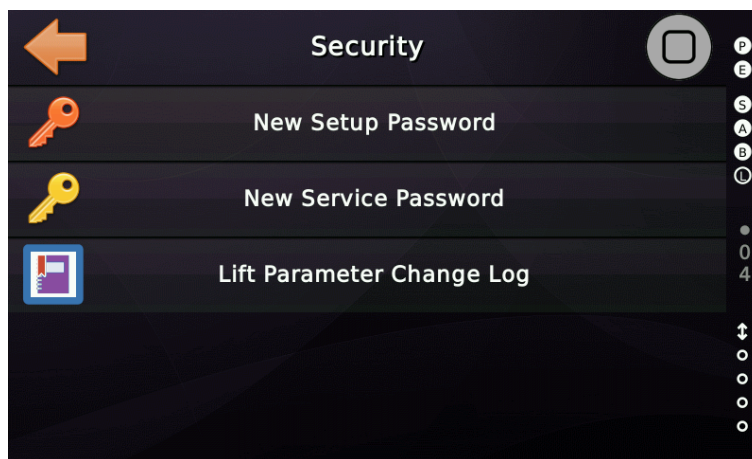 Security
New Setup Password
New Service Password
Lift Parameter Change Log
P
E
S
A
B
L
0
4